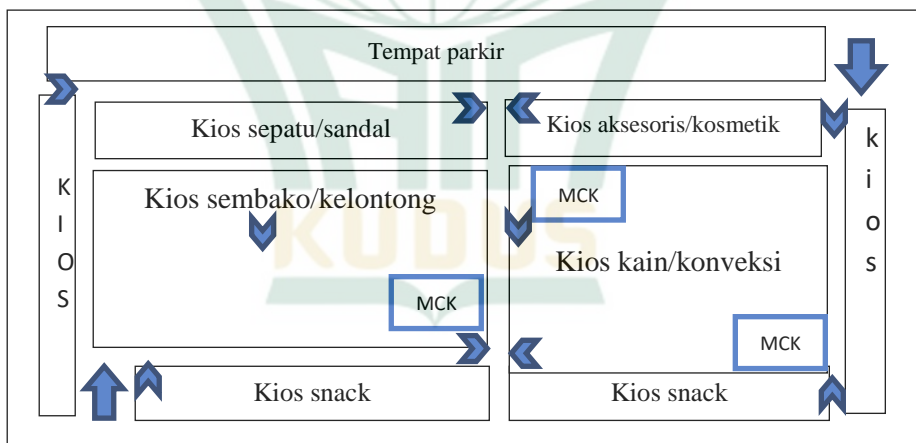 Tempat parkir
Kios sepatu/sandal
Kios aksesoris/kosmetik
K
I
O
S
Kios sembako/kelontong
MCK
MCK
Kios kain/konveksi
MCK
k
i
o
s
Kios snack
Kios snack
KUDUS